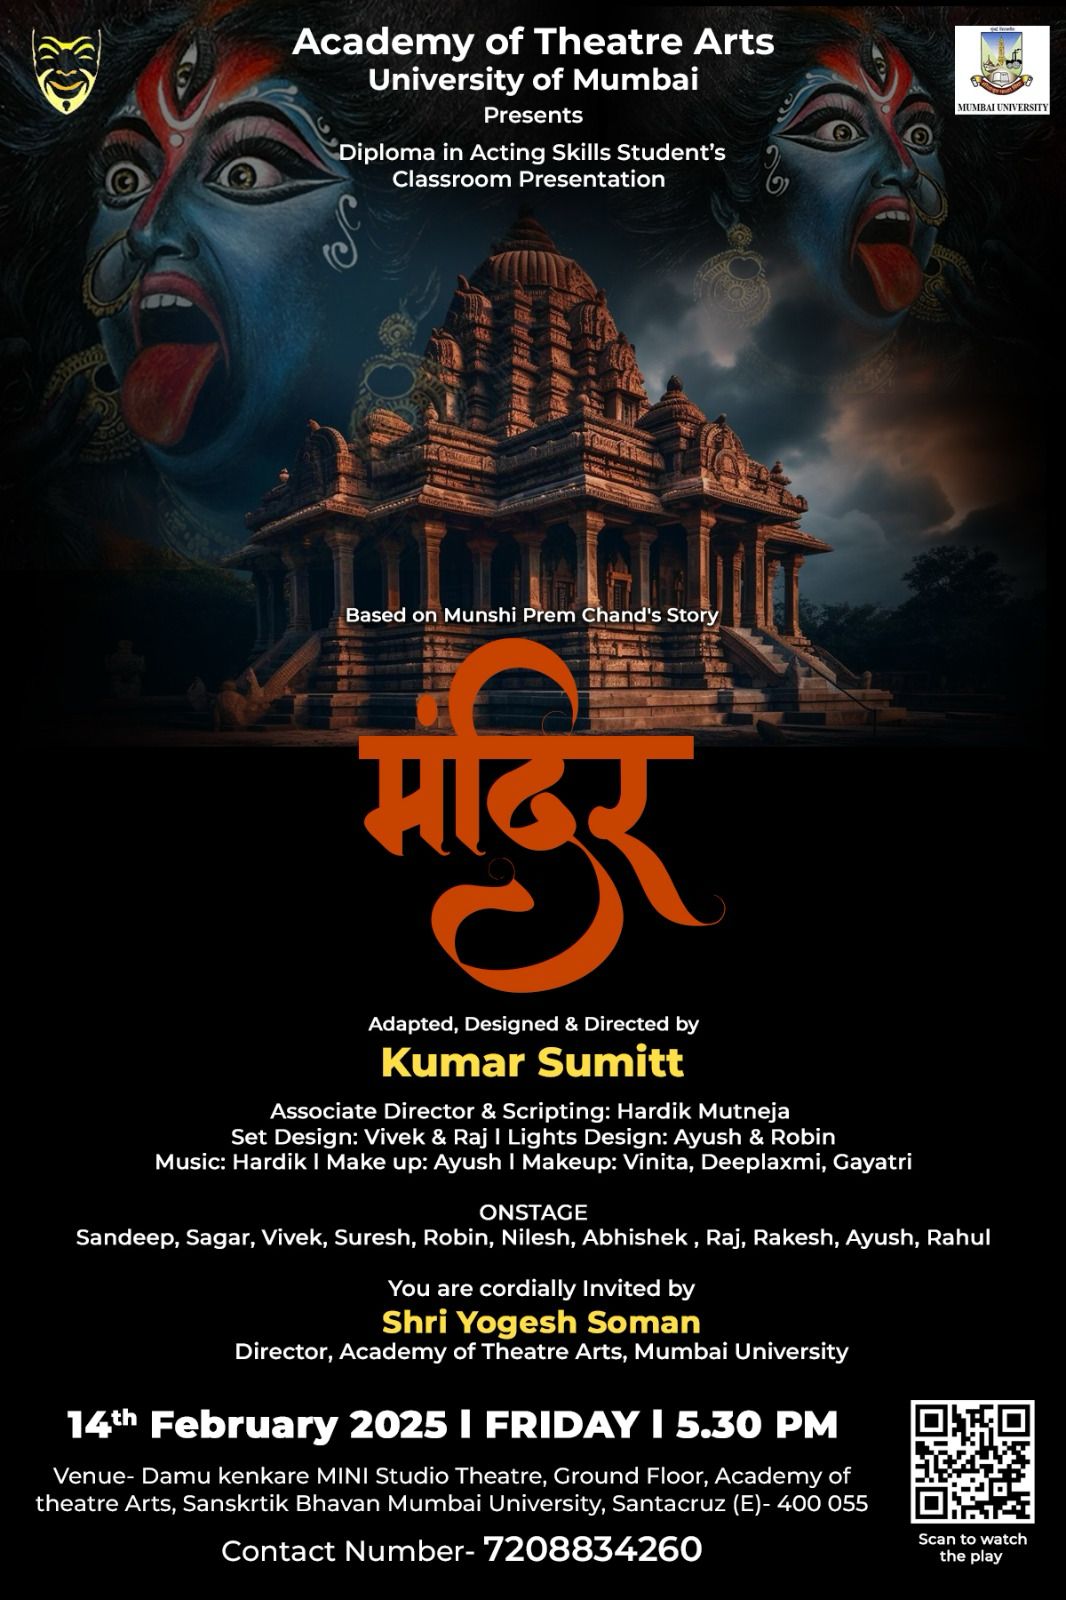 Academy of Theatre Arts
University of Mumbai
Presents
Diploma in Acting Skills Student's
Classroom Presentation
MUMBAI UNIVERSITY
Based on Munshi Prem Chand's Story
मंदिर
Adapted, Designed & Directed by
Kumar Sumitt
Associate Director & Scripting: Hardik Mutneja
Set Design: Vivek & Raj l Lights Design: Ayush & Robin
Music: Hardik l Make up: Ayush l Makeup: Vinita, Deeplaxmi, Gayatri
ONSTAGE
Sandeep, Sagar, Vivek, Suresh, Robin, Nilesh, Abhishek , Raj, Rakesh, Ayush, Rahul
You are cordially Invited by
Shri Yogesh Soman
Director, Academy of Theatre Arts, Mumbai University
14th February 2025 l FRIDAY l 5.30 PM
Venue- Damu kenkare MINI Studio Theatre, Ground Floor, Academy of
theatre Arts, Sanskrtik Bhavan Mumbai University, Santacruz (E)- 400 055
Contact Number- 7208834260
Scan to watch
the play